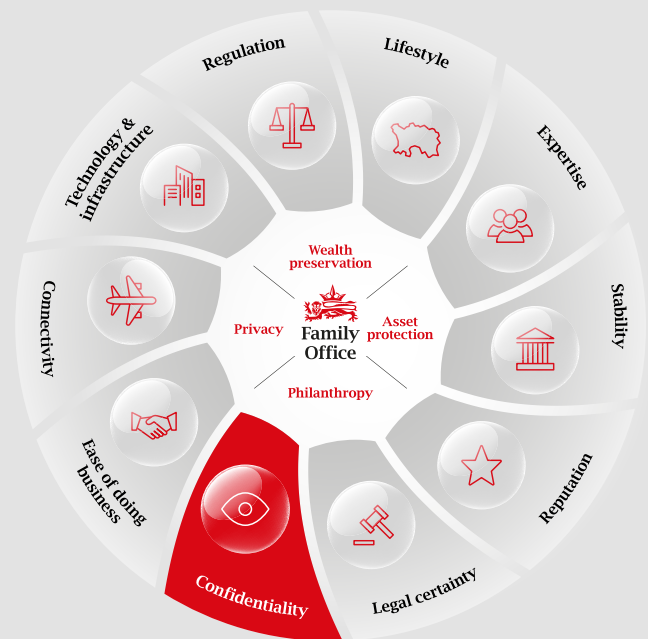 Regulation
Lifestyle
Expertise
Stability
Reputation
Legal certainty
Confidentiality
Ease of doing
business
Connectivity
Technology &
infrastructure
Wealth
preservation
Privacy
Family
Office
Asset
protection
Philanthropy